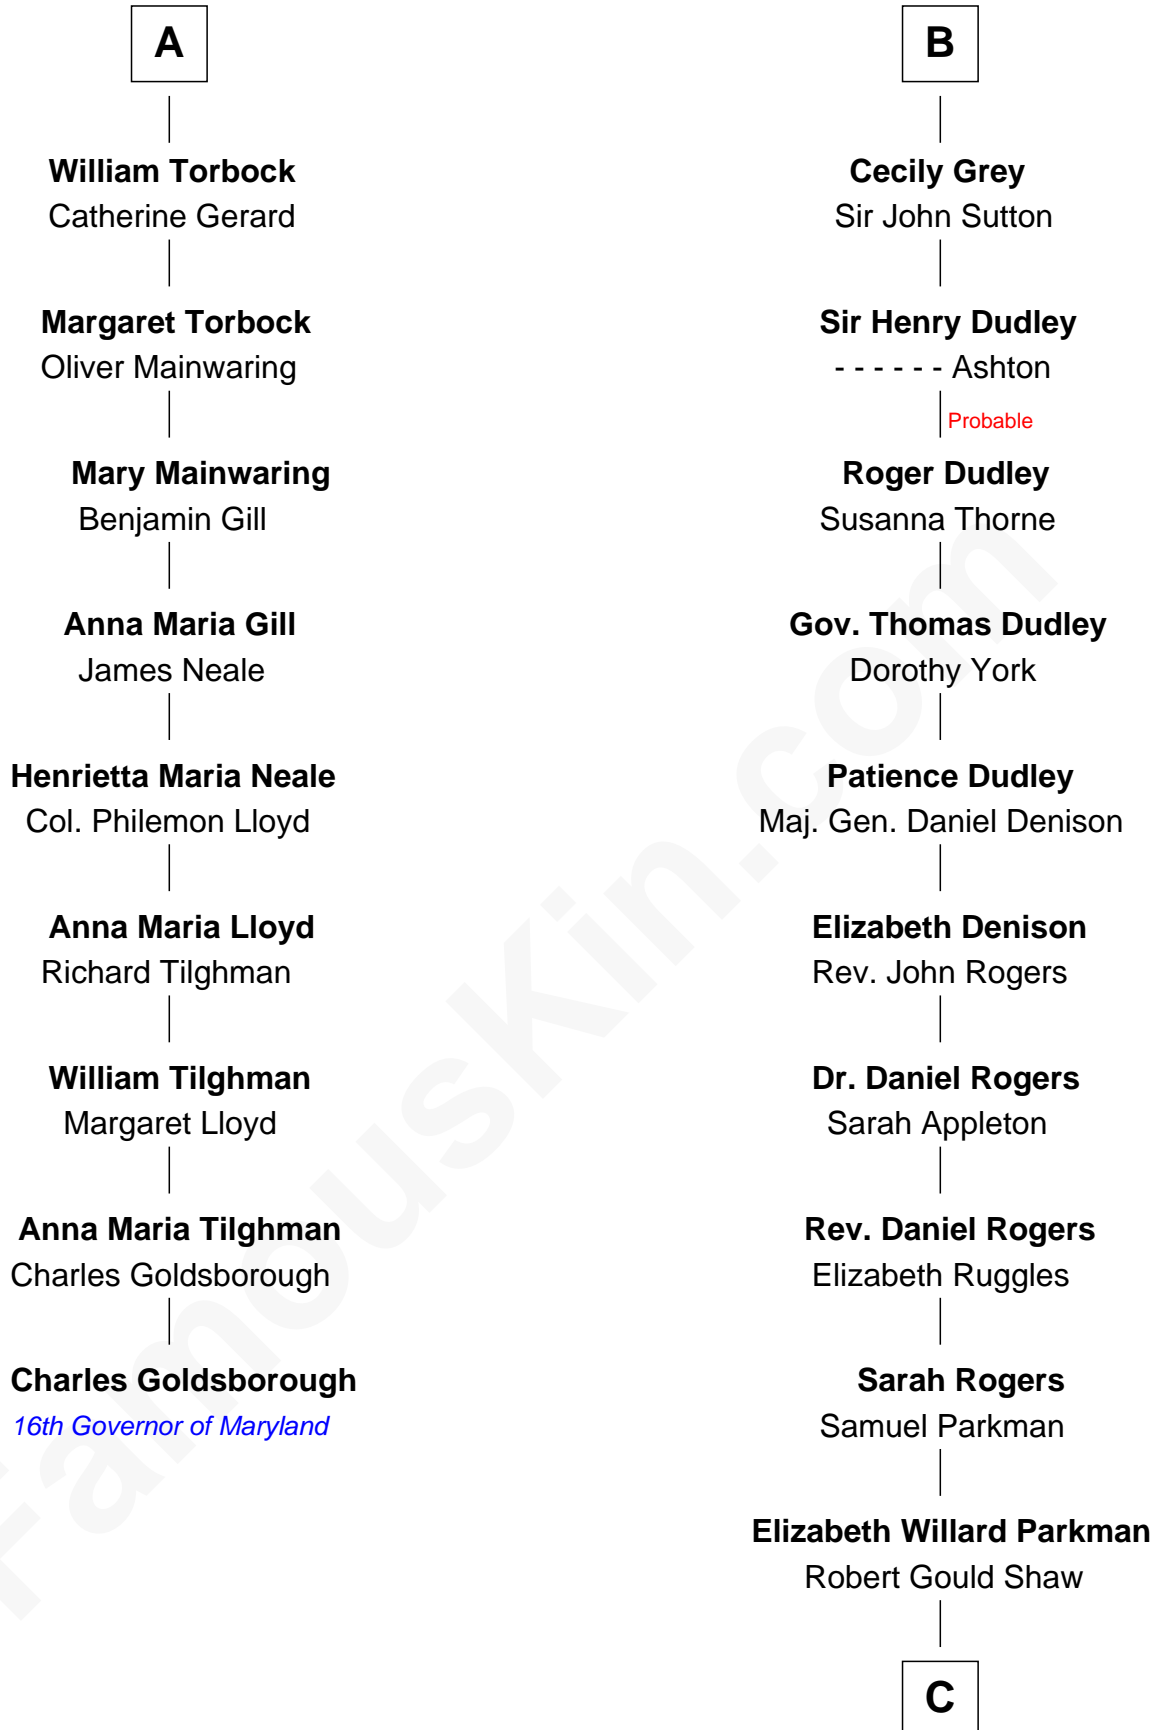 A
William Torbock
Catherine Gerard
Margaret Torbock
Oliver Mainwaring
Mary Mainwaring
Benjamin Gill
Anna Maria Gill
James Neale
Henrietta Maria Neale
Col. Philemon Lloyd
Anna Maria Lloyd
Richard Tilghman
William Tilghman
Margaret Lloyd
Anna Maria Tilghman
Charles Goldsborough
Charles Goldsborough
16th Governor of Maryland
B
Cecily Grey
Sir John Sutton
Sir Henry Dudley
- - - - - - Ashton
Probable
Roger Dudley
Susanna Thorne
Gov. Thomas Dudley
Dorothy York
Patience Dudley
Maj. Gen. Daniel Denison
Elizabeth Denison
Rev. John Rogers
Dr. Daniel Rogers
Sarah Appleton
Rev. Daniel Rogers
Elizabeth Ruggles
Sarah Rogers
Samuel Parkman
Elizabeth Willard Parkman
Robert Gould Shaw
C
FamousKin.com